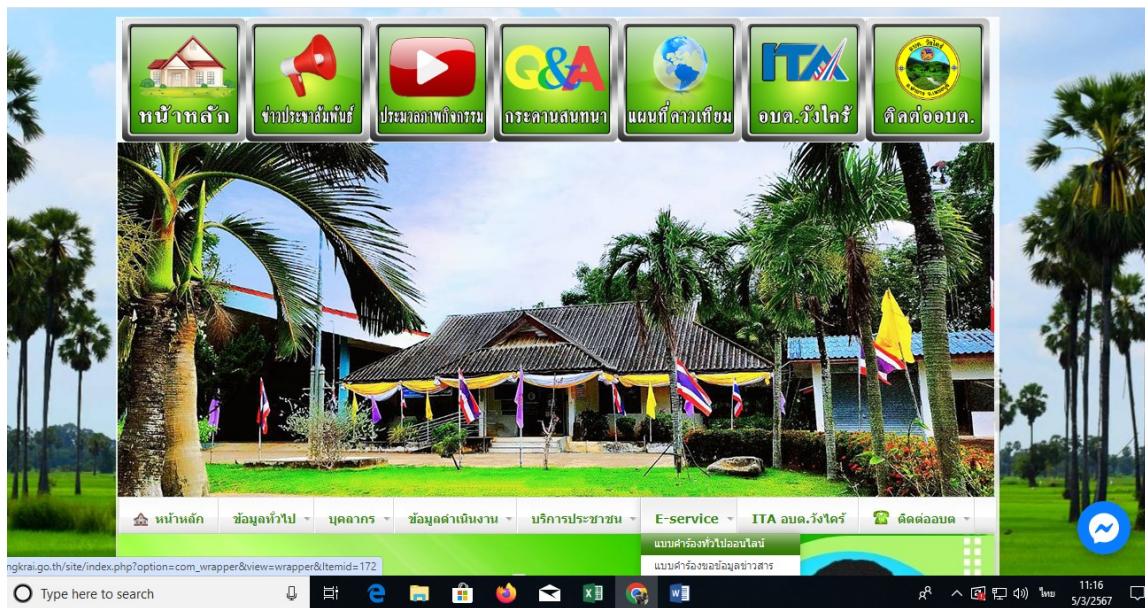 หน้าหลัก
ข่าวประชาสัมพันธ์
ประมวลภาพกิจกรรม
Q&A
กระดานสนทนา
แผนที่ดาวเทียม
ITA
อบต.วังไคร้
อบต. วังไคร้
ติดต่ออบต.
หน้าหลัก
ข้อมูลทั่วไป
บุคลากร
ข้อมูลดำเนินงาน
บริการประชาชน
E-service
ITA อบต.วังไคร้
ติดต่ออบต
แบบคำร้องทั่วไปออนไลน์
แบบคำร้องขอข้อมูลข่าวสาร
ngkrai.go.th/site/index.php?option=com_wrapper&view=wrapper&Itemid=172
Type here to search
ไทย
11:16
5/3/2567